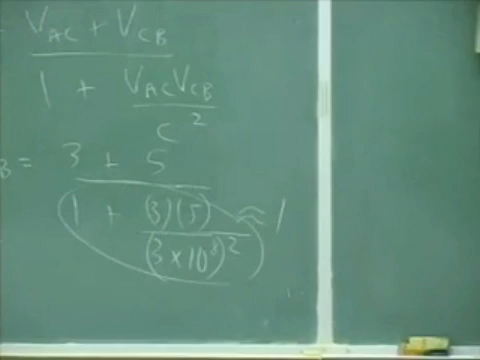 V_AC + V_CB
1 + V_AC V_CB
c²
B = 3 + 5
1 + (3)(5) ≈ 1
(3 × 10⁸)²